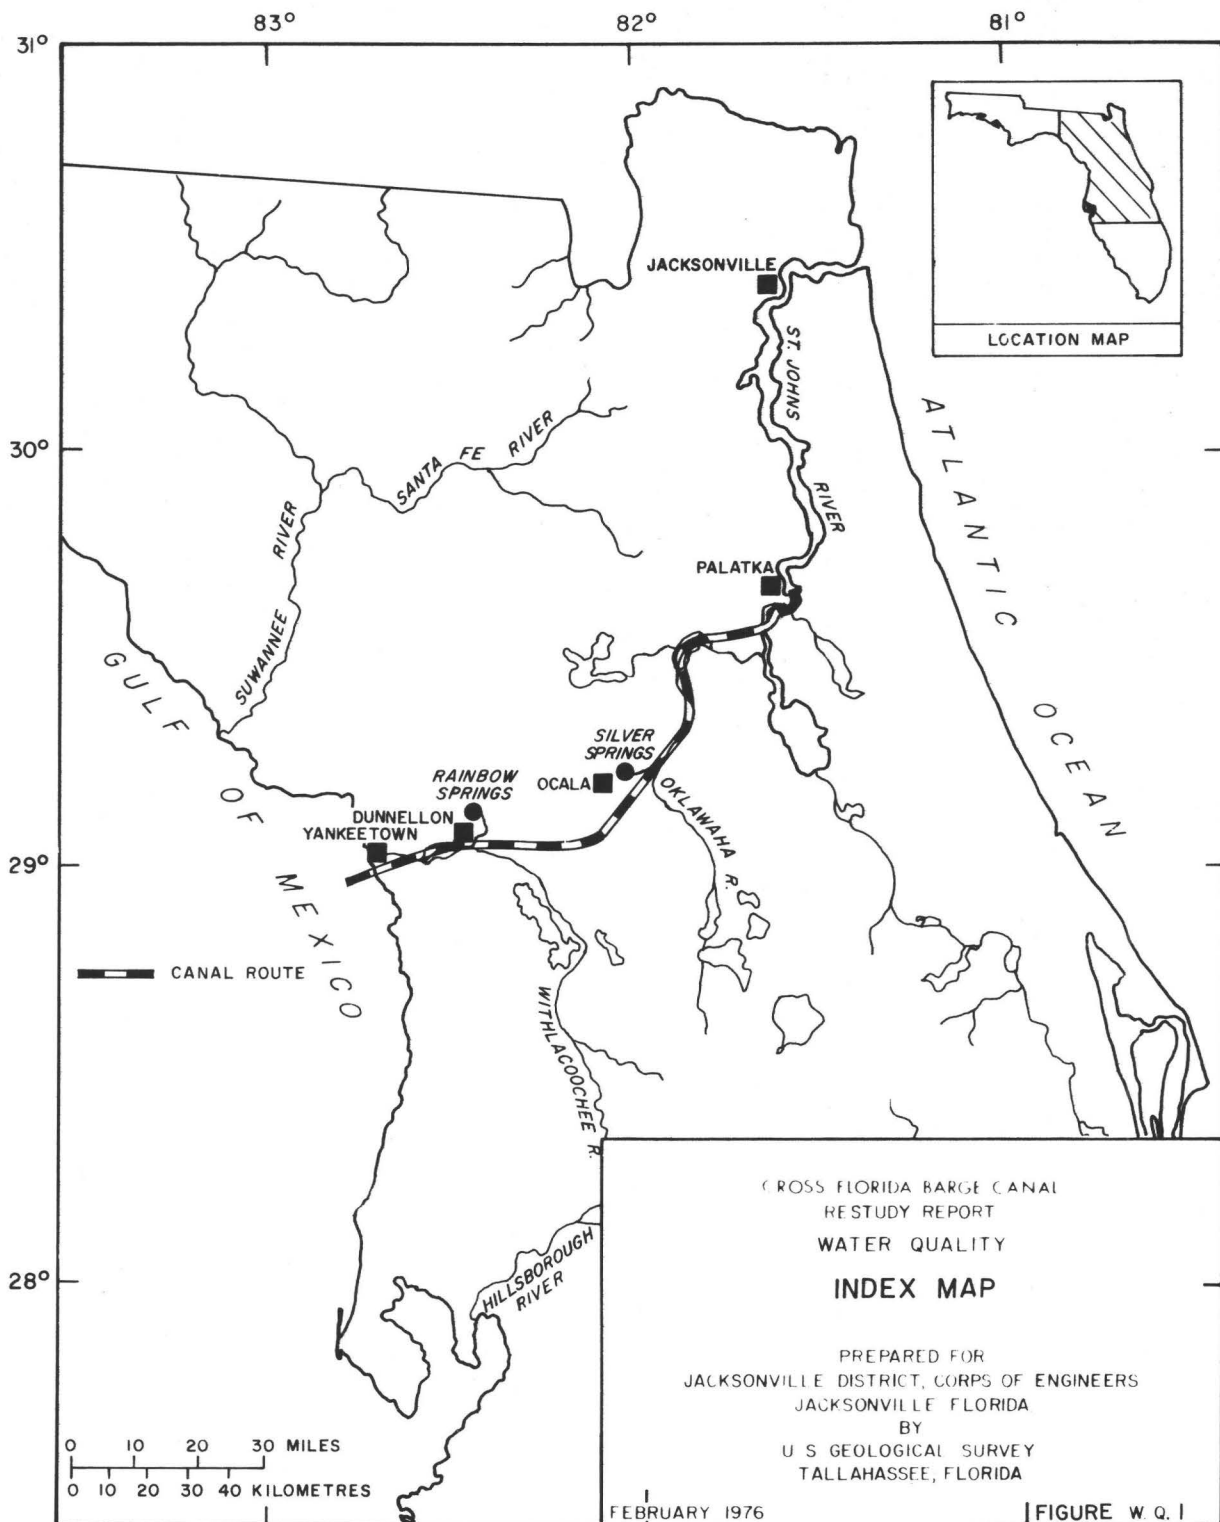 83° 82° 81°
31°
30°
29°
28°
LOCATION MAP
JACKSONVILLE
ST. JOHNS
RIVER
ATLANTIC
OCEAN
SANTA FE RIVER
SUWANNEE
RIVER
PALATKA
GULF
OF
MEXICO
SILVER
SPRINGS
OCALA
RAINBOW
SPRINGS
DUNNELLON
YANKEETOWN
OKLAWAHA
R.
CANAL ROUTE
WITHLACOOCHEE R.
HILLSBOROUGH
RIVER
CROSS FLORIDA BARGE CANAL
RESTUDY REPORT
WATER QUALITY
INDEX MAP
PREPARED FOR
JACKSONVILLE DISTRICT, CORPS OF ENGINEERS
JACKSONVILLE FLORIDA
BY
U S GEOLOGICAL SURVEY
TALLAHASSEE, FLORIDA
0 10 20 30 MILES
0 10 20 30 40 KILOMETRES
FEBRUARY 1976
FIGURE W. Q. 1